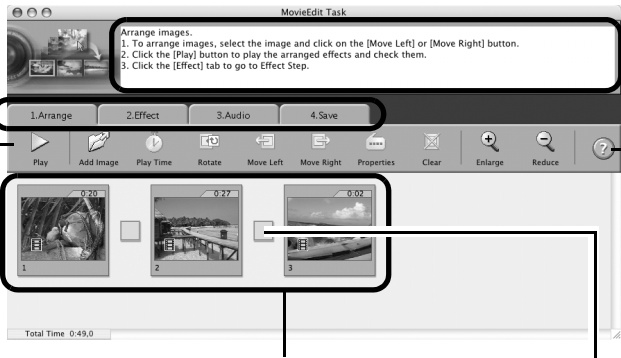 MovieEdit Task
Arrange images.
1. To arrange images, select the image and click on the [Move Left] or [Move Right] button.
2. Click the [Play] button to play the arranged effects and check them.
3. Click the [Effect] tab to go to Effect Step.
1.Arrange 2.Effect 3.Audio 4.Save
Play Add Image Play Time Rotate Move Left Move Right Properties Clear Enlarge Reduce ?
0:20 0:27 0:02
1 2 3
Total Time 0:49,0